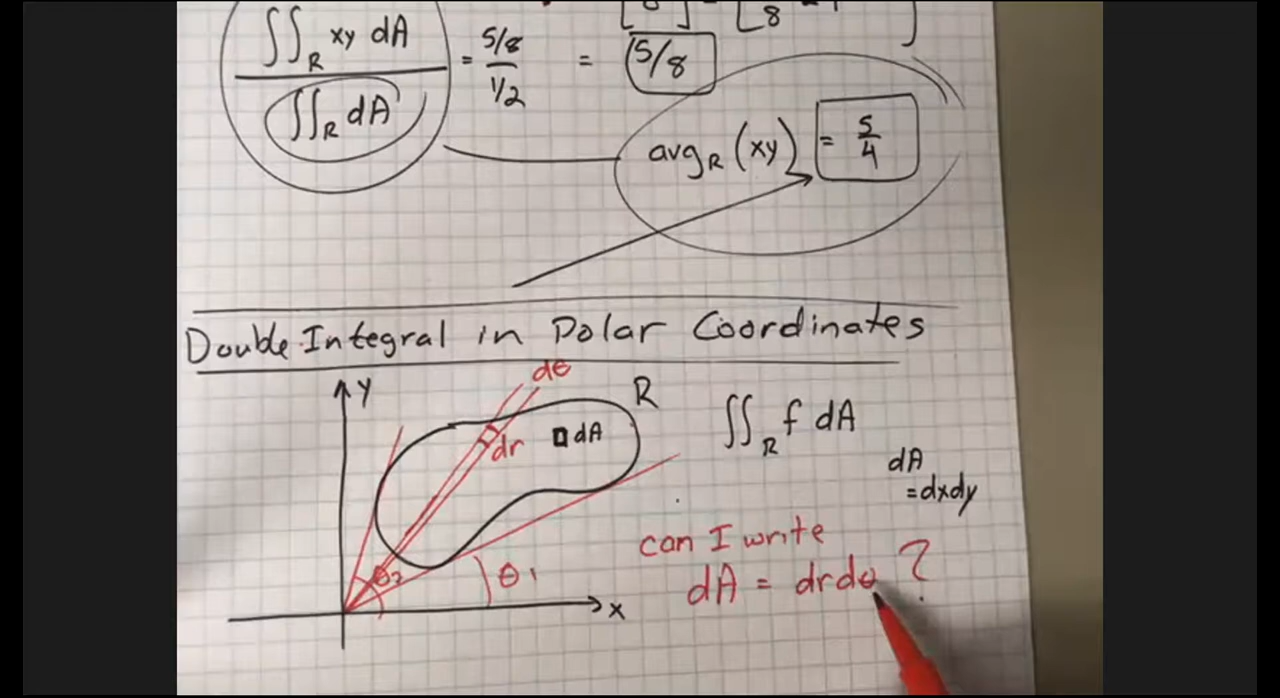 ∬_R xy dA
∬_R dA
= 5/8
1/2
= 5/8
8
avg_R (xy) = 5/4
Double Integral in Polar Coordinates
y
dθ
R
dr
dA
∬_R f dA
dA
= dxdy
can I write
dA = drdθ ?
θ2
θ1
x